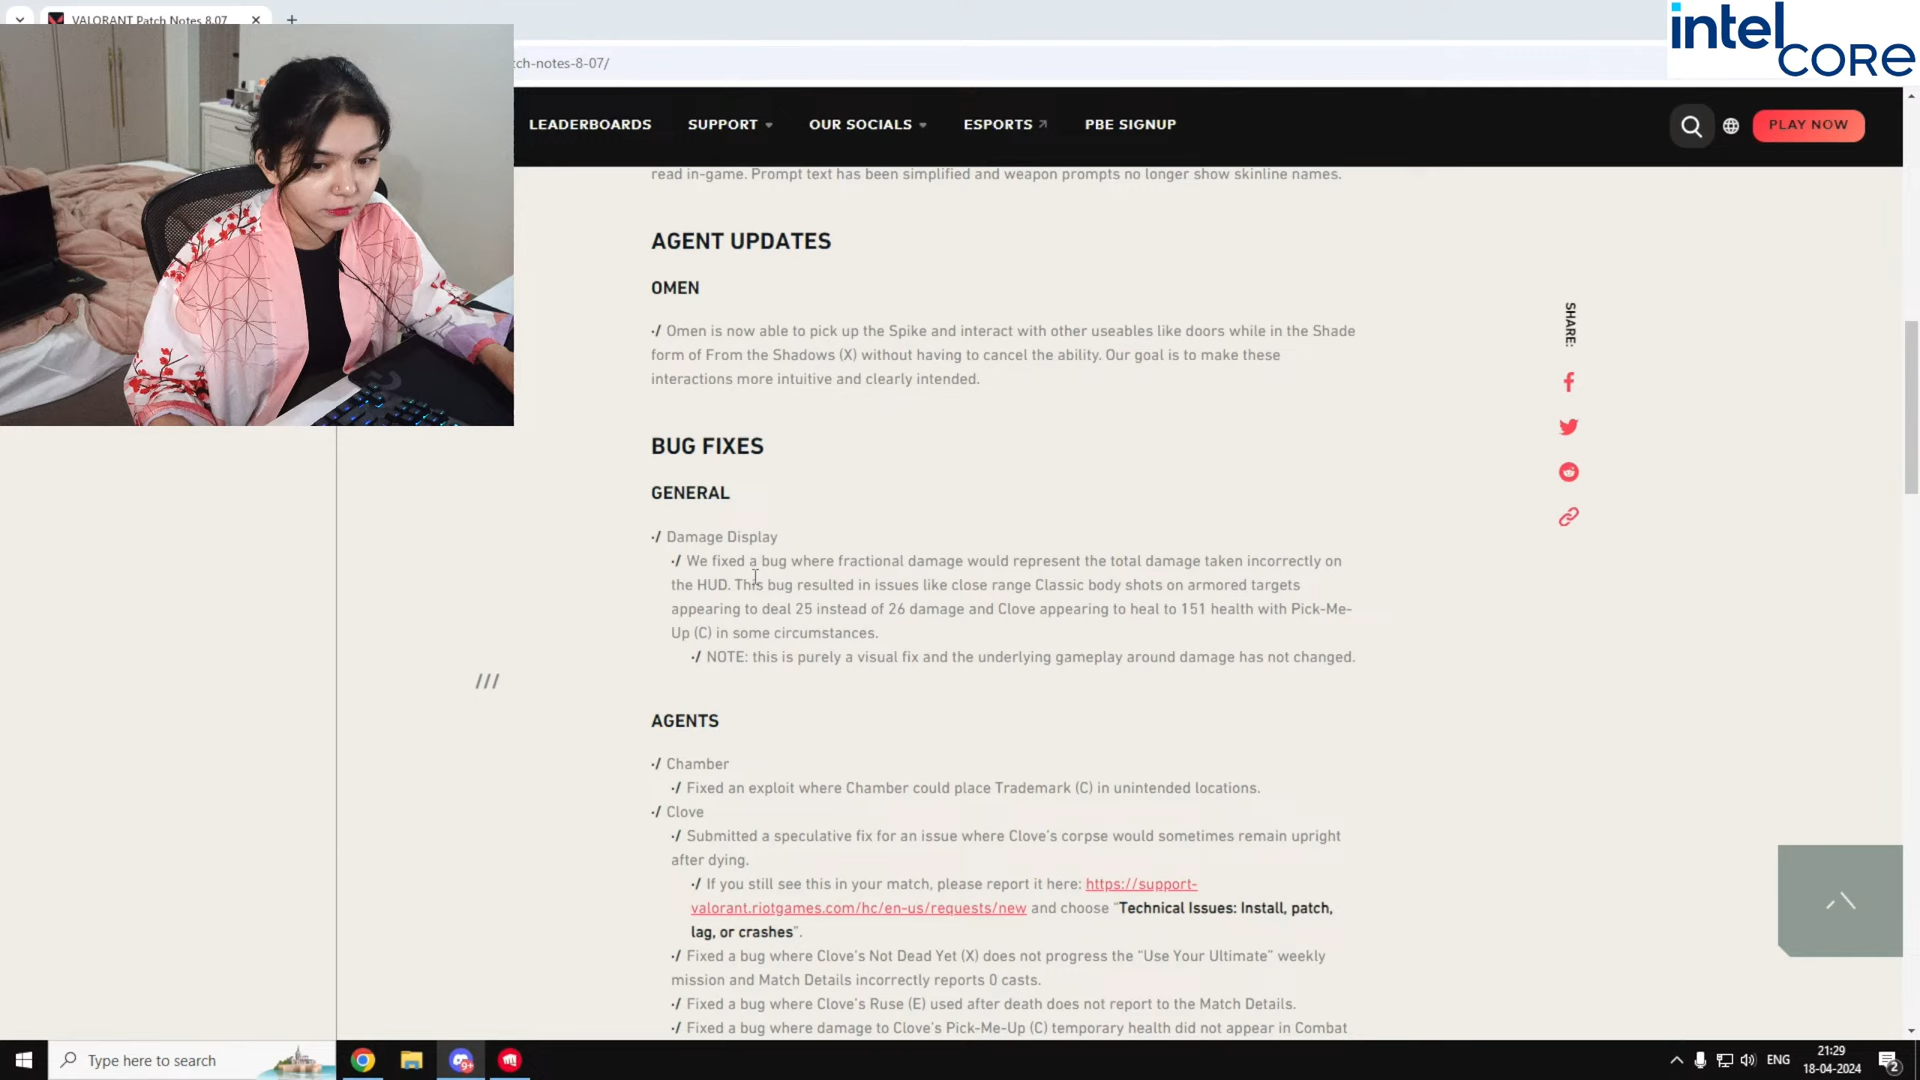 VALORANT Patch Notes 8.07
intel
CORE
tch-notes-8-07/
LEADERBOARDS SUPPORT OUR SOCIALS ESPORTS PBE SIGNUP PLAY NOW
read in-game. Prompt text has been simplified and weapon prompts no longer show skinline names.
AGENT UPDATES
OMEN
·/ Omen is now able to pick up the Spike and interact with other useables like doors while in the Shade
form of From the Shadows (X) without having to cancel the ability. Our goal is to make these
interactions more intuitive and clearly intended.
SHARE:
BUG FIXES
GENERAL
·/ Damage Display
·/ We fixed a bug where fractional damage would represent the total damage taken incorrectly on
the HUD. This bug resulted in issues like close range Classic body shots on armored targets
appearing to deal 25 instead of 26 damage and Clove appearing to heal to 151 health with Pick-Me-
Up (C) in some circumstances.
·/ NOTE: this is purely a visual fix and the underlying gameplay around damage has not changed.
///
AGENTS
·/ Chamber
·/ Fixed an exploit where Chamber could place Trademark (C) in unintended locations.
·/ Clove
·/ Submitted a speculative fix for an issue where Clove's corpse would sometimes remain upright
after dying.
·/ If you still see this in your match, please report it here: https://support-
valorant.riotgames.com/hc/en-us/requests/new and choose "Technical Issues: Install, patch,
lag, or crashes".
·/ Fixed a bug where Clove's Not Dead Yet (X) does not progress the "Use Your Ultimate" weekly
mission and Match Details incorrectly reports 0 casts.
·/ Fixed a bug where Clove's Ruse (E) used after death does not report to the Match Details.
·/ Fixed a bug where damage to Clove's Pick-Me-Up (C) temporary health did not appear in Combat
Type here to search
9+
ENG
21:29
18-04-2024
2